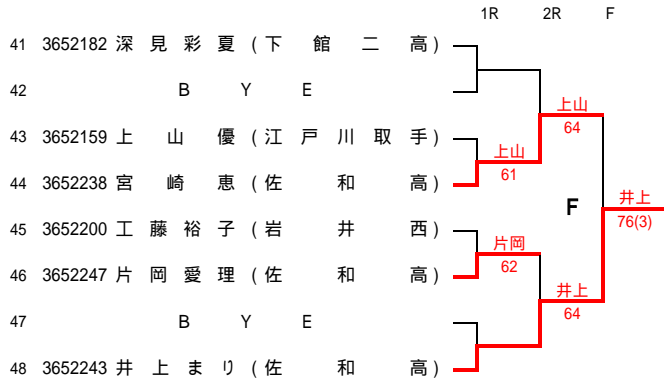 1R 2R F
41 3652182 深見彩夏 (下館二高)
42 BYE
上山
64
43 3652159 上山優 (江戸川取手)
上山
61
44 3652238 宮崎恵 (佐和高)
F
井上
76(3)
45 3652200 工藤裕子 (岩井西)
片岡
62
46 3652247 片岡愛理 (佐和高)
井上
64
47 BYE
48 3652243 井上まり (佐和高)